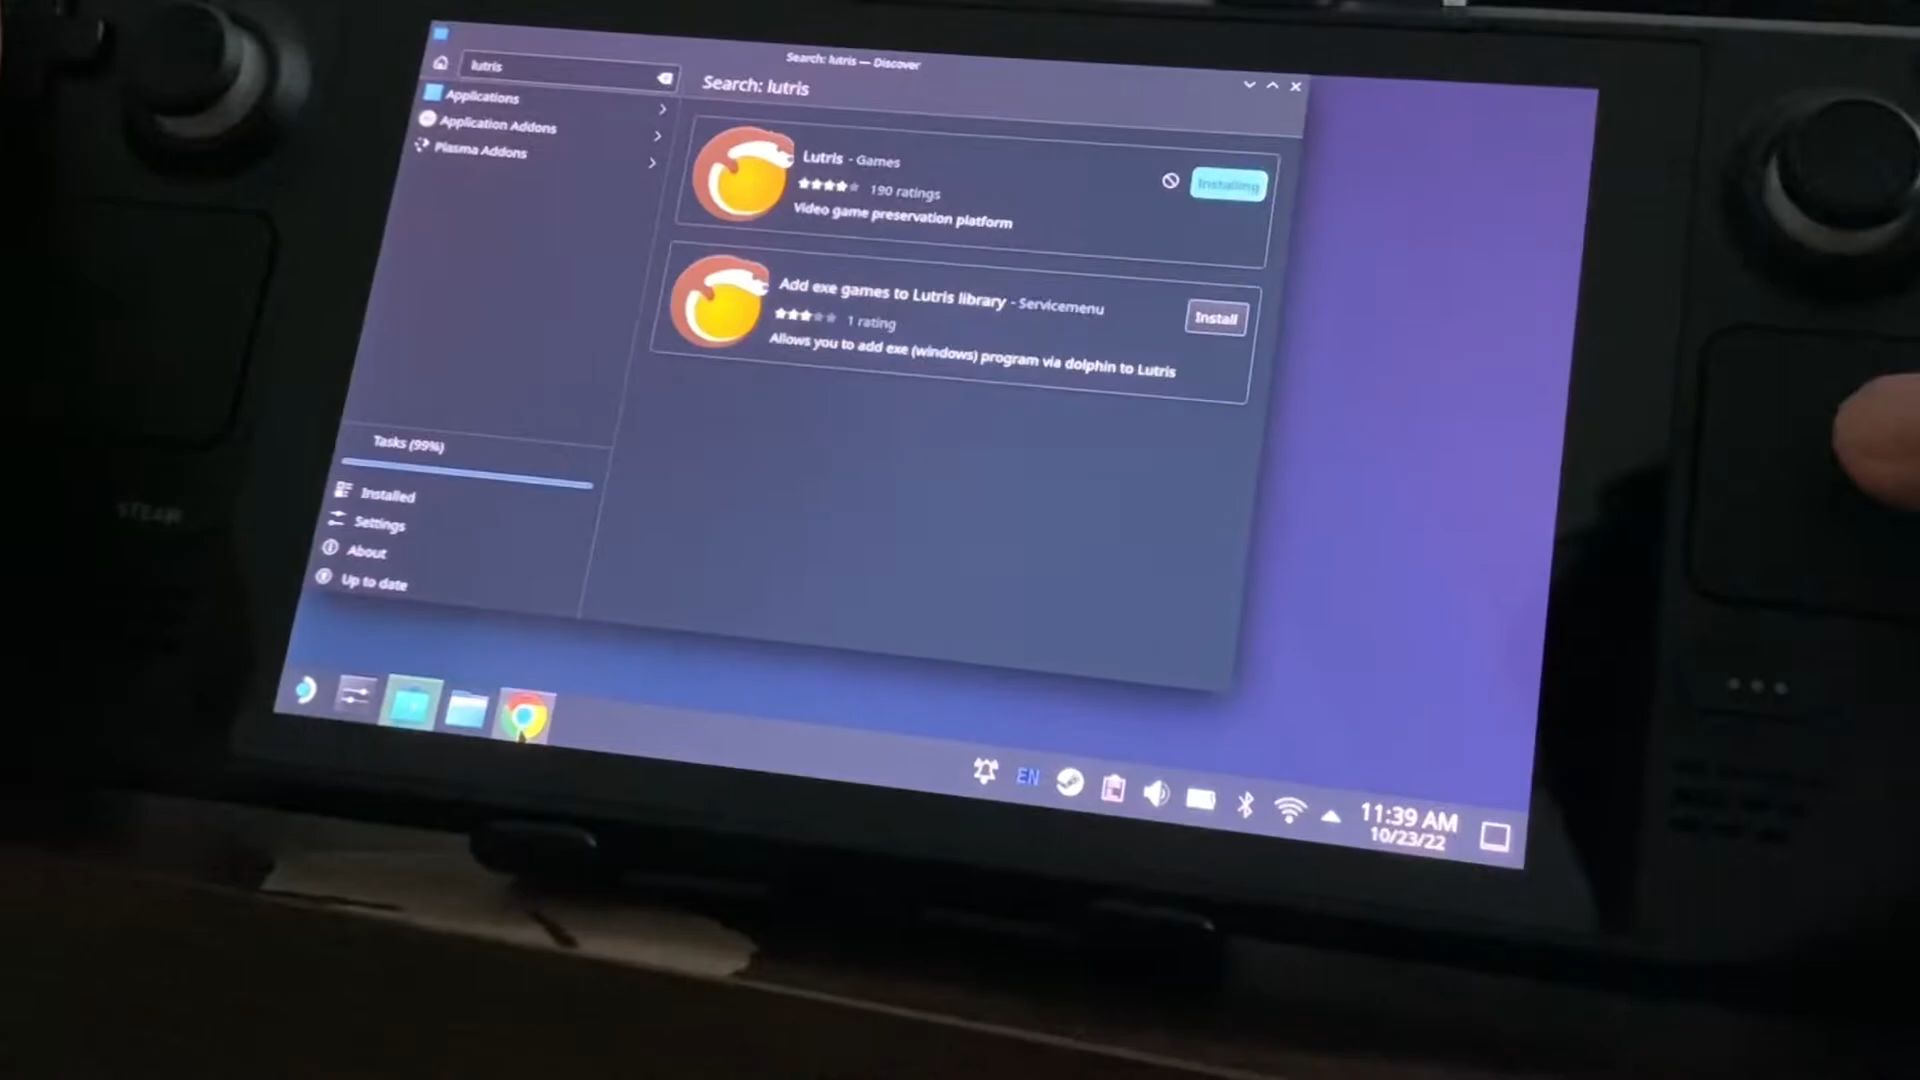 Search: lutris — Discover
lutris
Search: lutris
Applications
Application Addons
Plasma Addons
Lutris - Games
190 ratings
Video game preservation platform
Installing
Add exe games to Lutris library - Servicemenu
1 rating
Allows you to add exe (windows) program via dolphin to Lutris
Install
Tasks (99%)
Installed
Settings
About
Up to date
STEAM
EN
11:39 AM
10/23/22